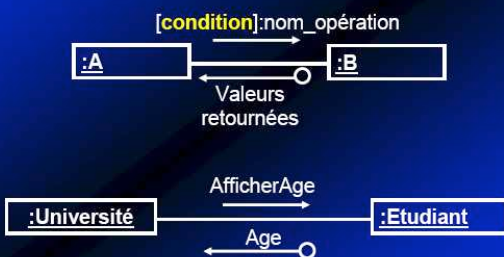 [condition]:nom_opération
:A
:B
Valeurs
retournées
AfficherAge
:Université
:Etudiant
Age